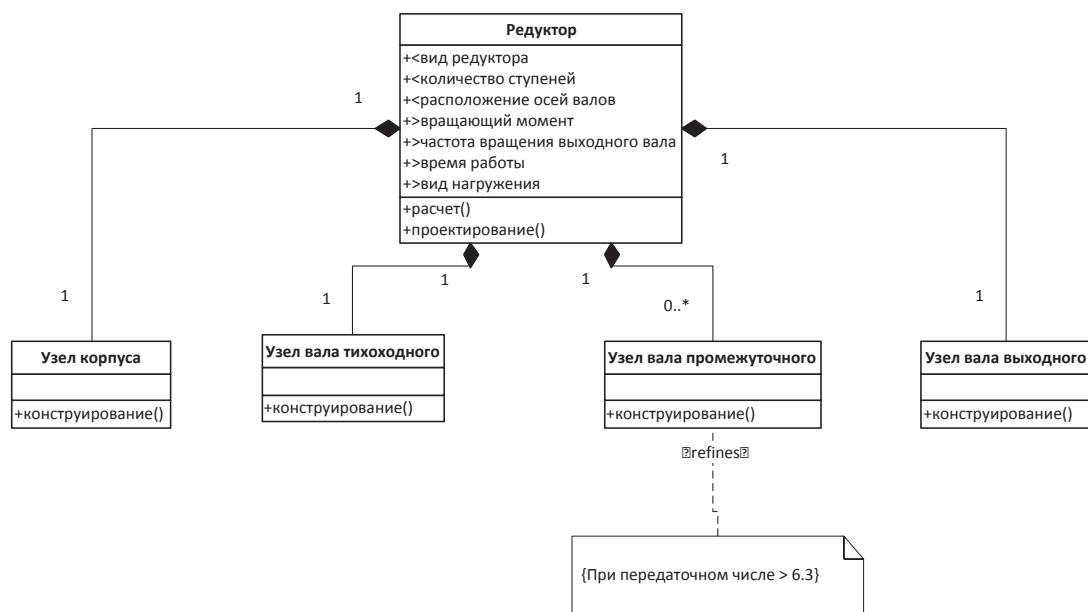 Редуктор
+<вид редуктора
+<количество ступеней
+<расположение осей валов
+>вращающий момент
+>частота вращения выходного вала
+>время работы
+>вид нагружения
+расчет()
+проектирование()
1
1
1
1
1
1
0..*
1
Узел корпуса
+конструирование()
Узел вала тихоходного
+конструирование()
Узел вала промежуточного
+конструирование()
Узел вала выходного
+конструирование()
⍰refines⍰
{При передаточном числе > 6.3}